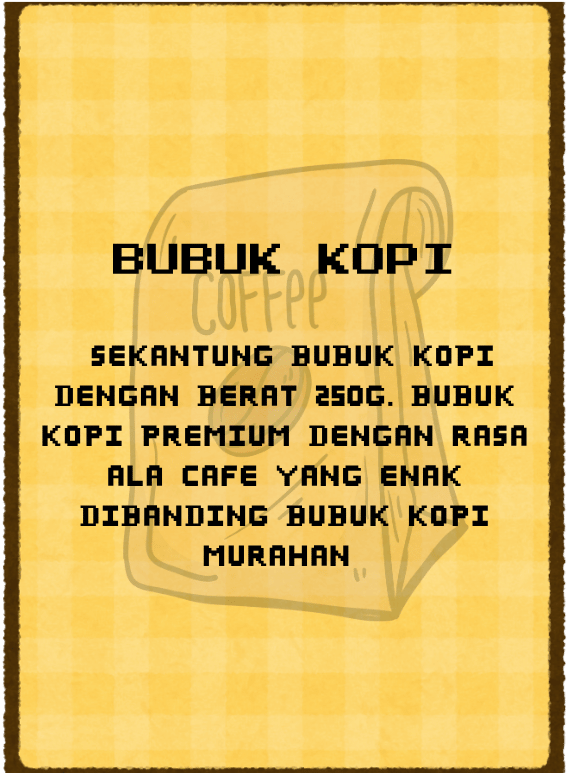 BUBUK KOPI
COFFee
SEKANTUNG BUBUK KOPI
DENGAN BERAT 250G. BUBUK
KOPI PREMIUM DENGAN RASA
ALA CAFE YANG ENAK
DIBANDING BUBUK KOPI
MURAHAN